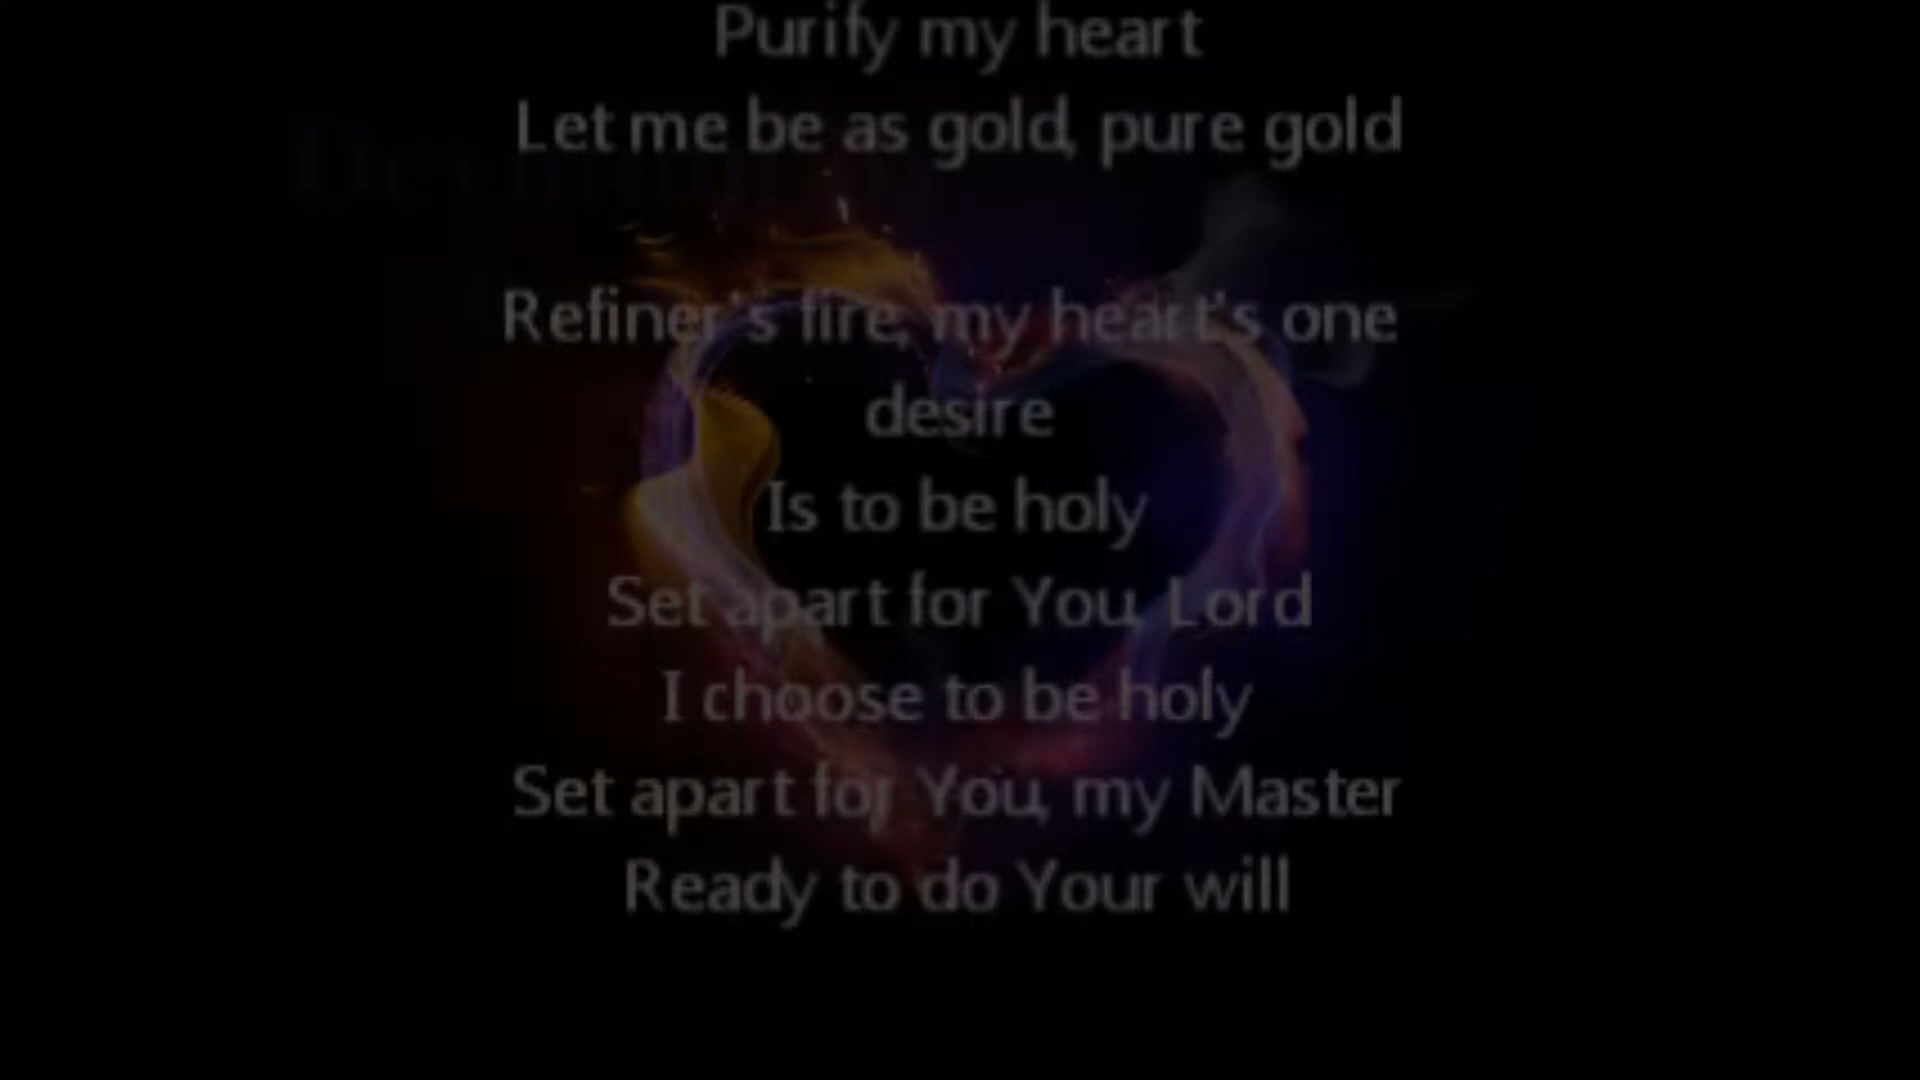 Purify my heart
Let me be as gold, pure gold
Refiner's fire, my heart's one
desire
Is to be holy
Set apart for You, Lord
I choose to be holy
Set apart for You, my Master
Ready to do Your will